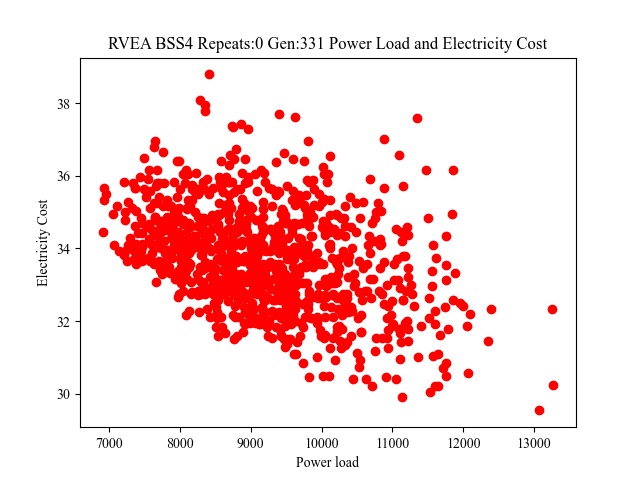 RVEA BSS4 Repeats:0 Gen:331 Power Load and Electricity Cost
Electricity Cost
38
36
34
32
30
7000 8000 9000 10000 11000 12000 13000
Power load